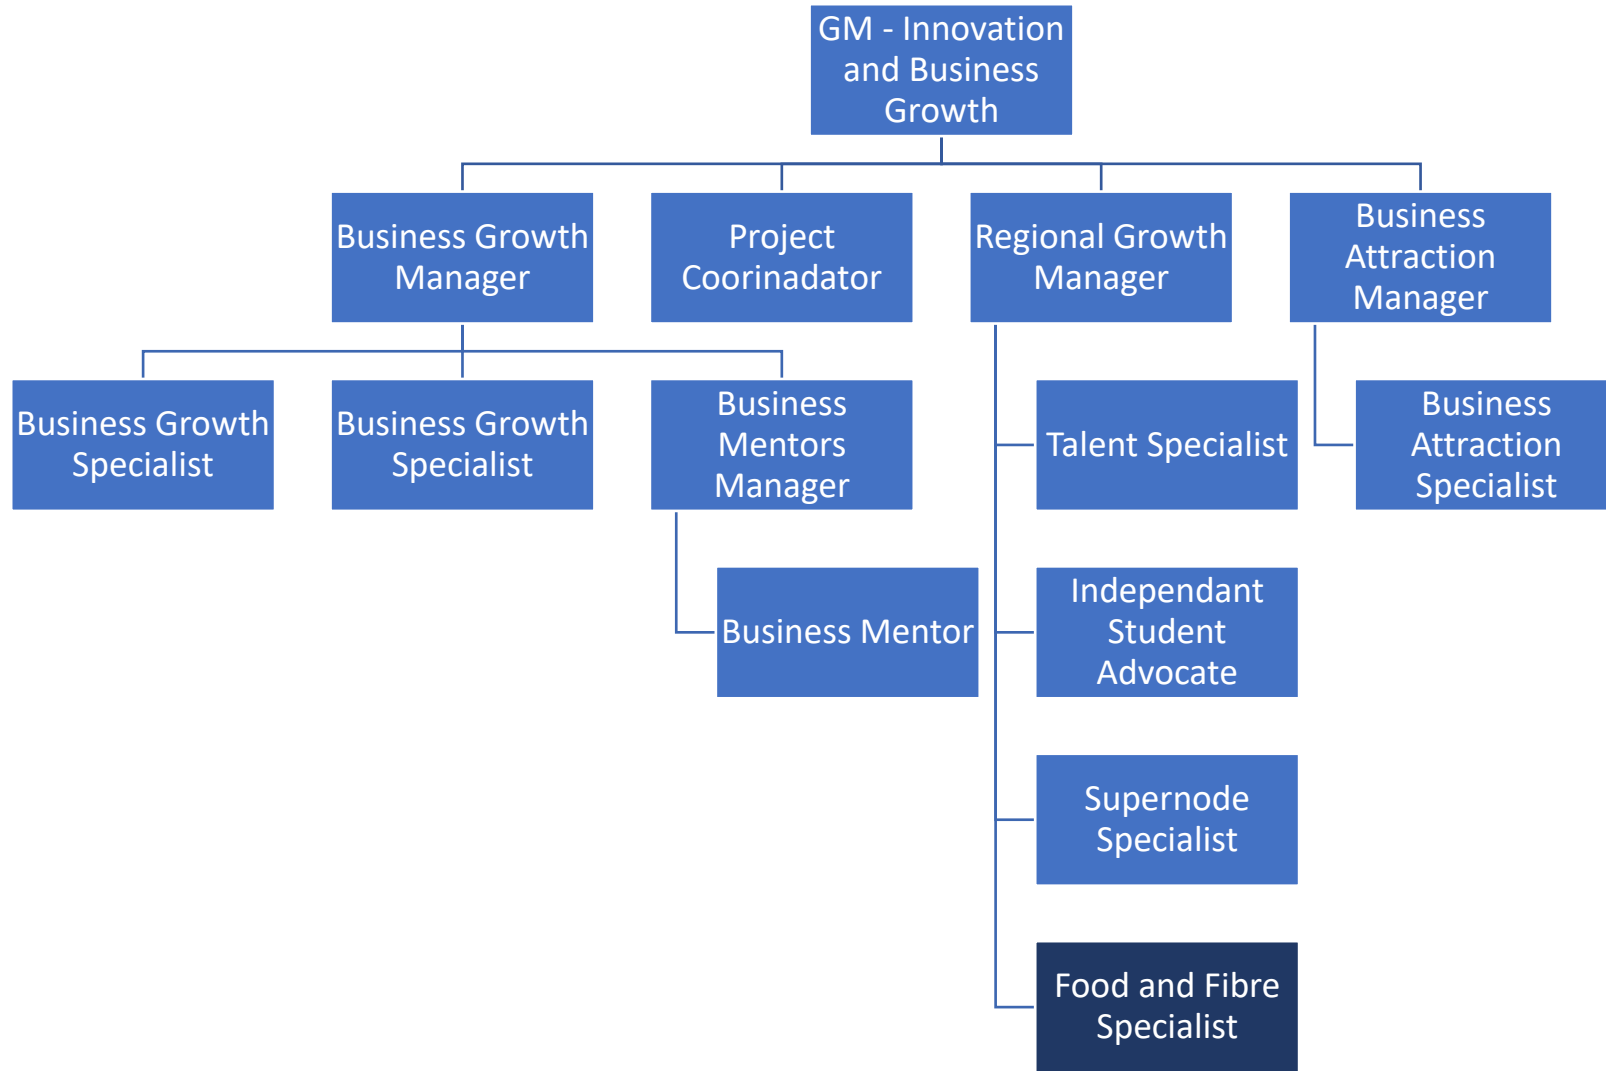 GM - Innovation
and Business
Growth
Business Growth
Manager
Project
Coorinadator
Regional Growth
Manager
Business
Attraction
Manager
Business Growth
Specialist
Business Growth
Specialist
Business
Mentors
Manager
Talent Specialist
Business
Attraction
Specialist
Business Mentor
Independant
Student
Advocate
Supernode
Specialist
Food and Fibre
Specialist